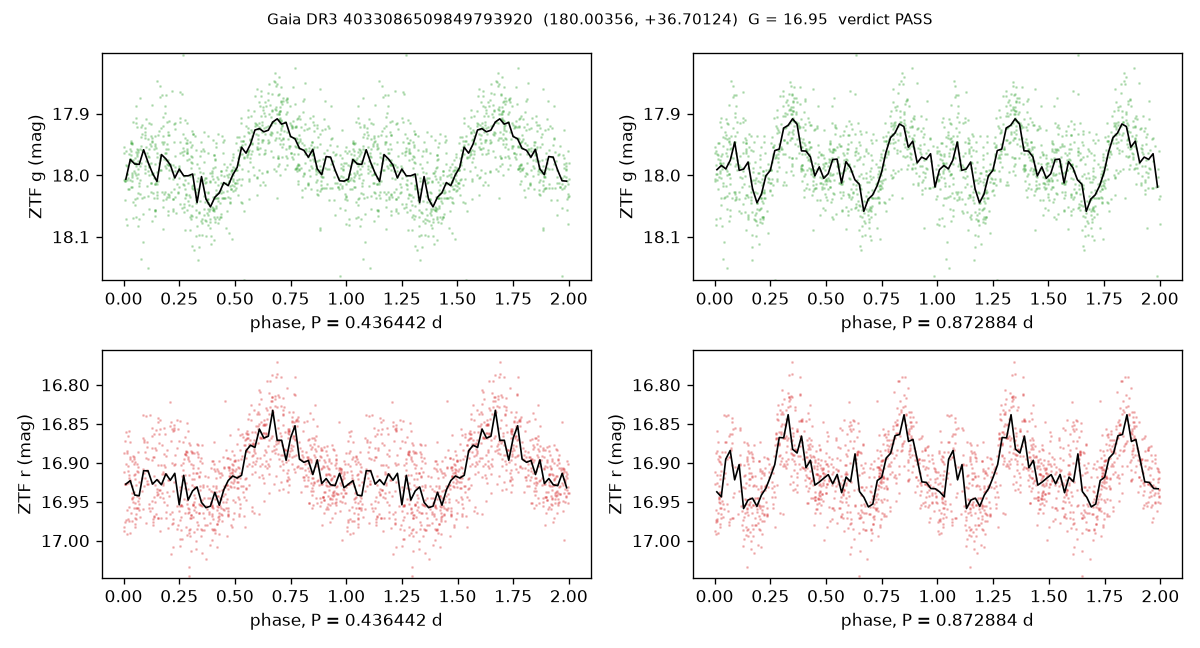 Gaia DR3 4033086509849793920  (180.00356, +36.70124)  G = 16.95  verdict PASS
ZTF g (mag)
17.9
18.0
18.1
0.00 0.25 0.50 0.75 1.00 1.25 1.50 1.75 2.00
phase, P = 0.436442 d
ZTF g (mag)
17.9
18.0
18.1
0.00 0.25 0.50 0.75 1.00 1.25 1.50 1.75 2.00
phase, P = 0.872884 d
ZTF r (mag)
16.80
16.85
16.90
16.95
17.00
0.00 0.25 0.50 0.75 1.00 1.25 1.50 1.75 2.00
phase, P = 0.436442 d
ZTF r (mag)
16.80
16.85
16.90
16.95
17.00
0.00 0.25 0.50 0.75 1.00 1.25 1.50 1.75 2.00
phase, P = 0.872884 d